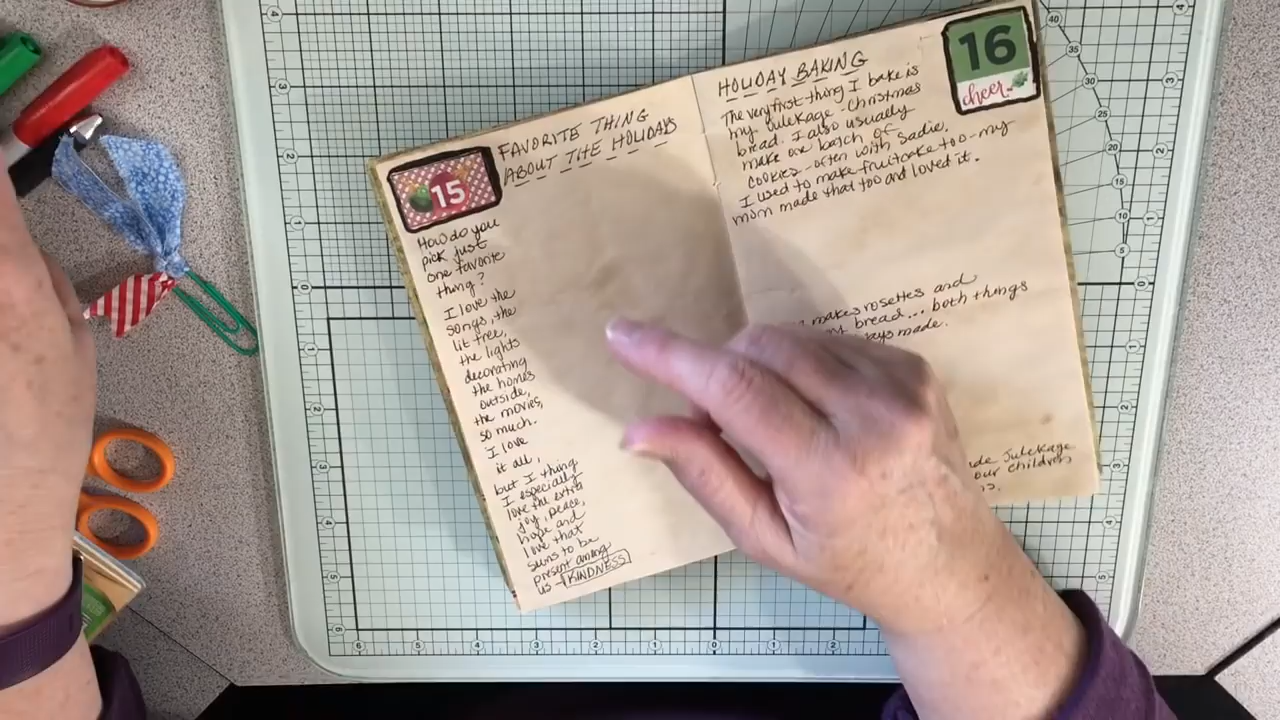 15
FAVORITE THING
ABOUT THE HOLIDAYS
How do you
pick just
one favorite
thing?
I love the
songs, the
lit tree,
the lights
decorating
the homes
outside,
the movies,
so much.
I love
it all,
but I thing
I especially
love the extra
joy, peace,
hope and
love that
sums to be
present among
us - KINDNESS
16
cheer
HOLIDAY BAKING
The very first thing I bake is
my Julekage - Christmas
bread. I also usually
make one batch of
cookies - often with Sadie.
I used to make fruitcake too - my
mom made that too and loved it.
makes rosettes and
bread... both things
made.
Julekage
our children